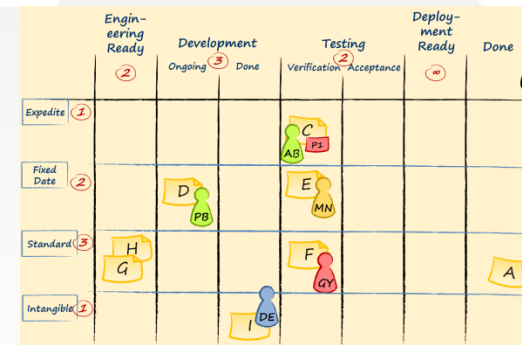 Engin-
eering
Ready
2
Development
3
Ongoing
Done
Testing
2
Verification
Acceptance
Deploy-
ment
Ready
∞
Done
Expedite 1
C
P1
AB
Fixed
Date 2
D
PB
E
MN
Standard 3
H
G
F
GY
A
Intangible 1
I
DE